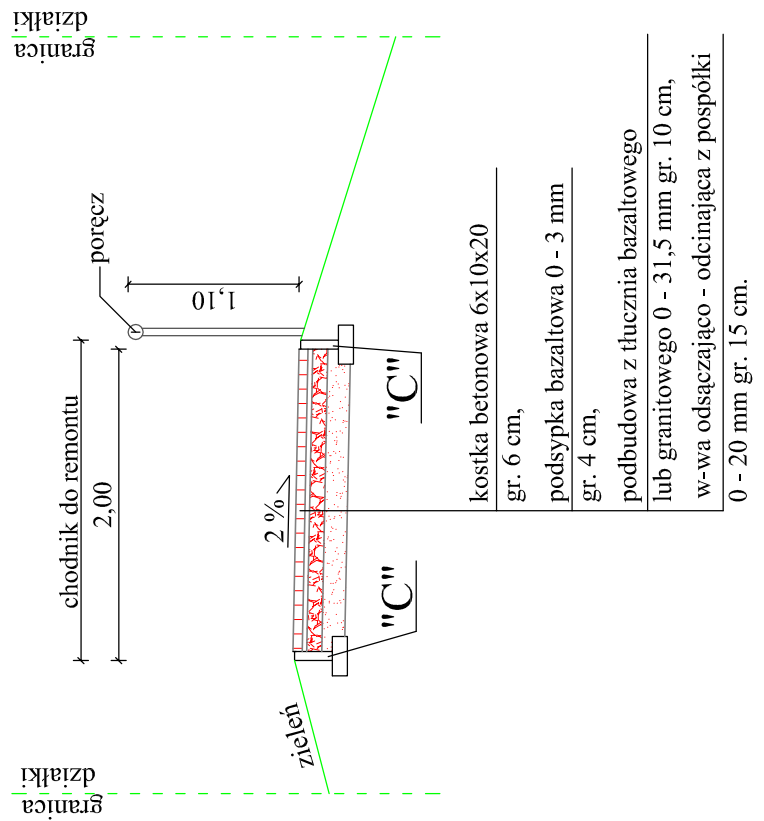 granica
działki
granica
działki
poręcz
1,10
chodnik do remontu
2,00
2 %
zieleń
"C"
"C"
kostka betonowa 6x10x20
gr. 6 cm,
podsypka bazaltowa 0 - 3 mm
gr. 4 cm,
podbudowa z tłucznia bazaltowego
lub granitowego 0 - 31,5 mm gr. 10 cm,
w-wa odsączająco - odcinająca z pospółki
0 - 20 mm gr. 15 cm.